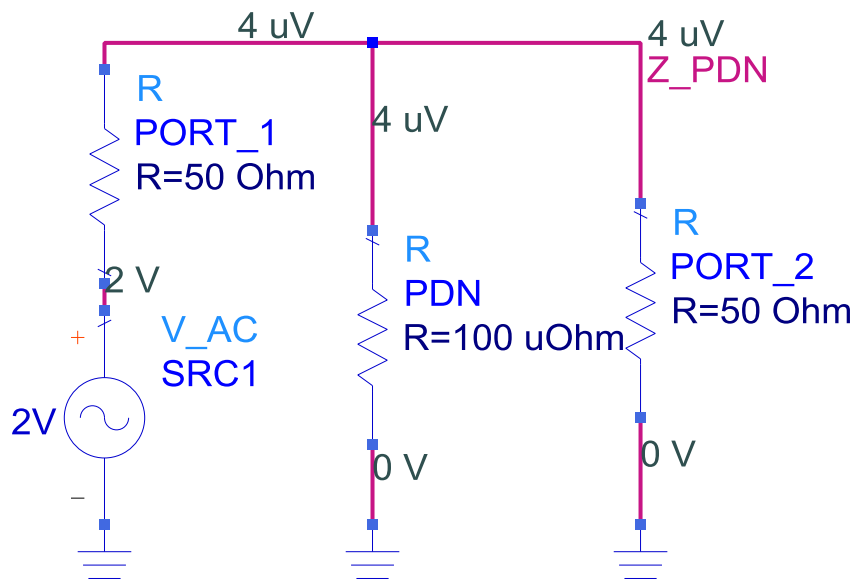 4 uV
4 uV
Z_PDN
R
PORT_1
R=50 Ohm
4 uV
R
PORT_2
R=50 Ohm
R
PDN
R=100 uOhm
2 V
+
V_AC
SRC1
2V
−
0 V
0 V